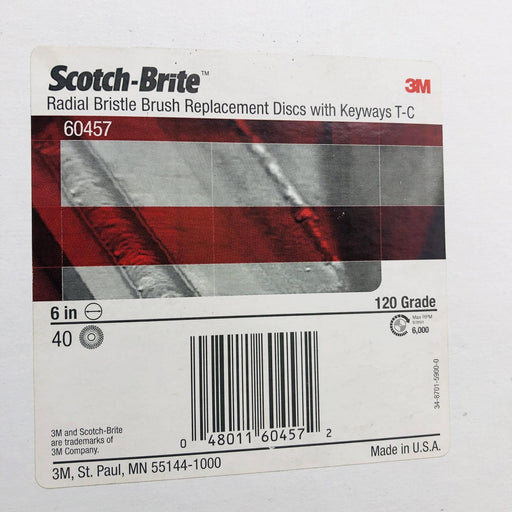 Scotch-Brite™
3M
Radial Bristle Brush Replacement Discs with Keyways T-C
60457
6 in
120 Grade
40
Max RPM
tr/min
6,000
34-8701-5900-0
3M and Scotch-Brite
are trademarks of
3M Company.
0 48011 60457 2
Made in U.S.A.
3M, St. Paul, MN 55144-1000